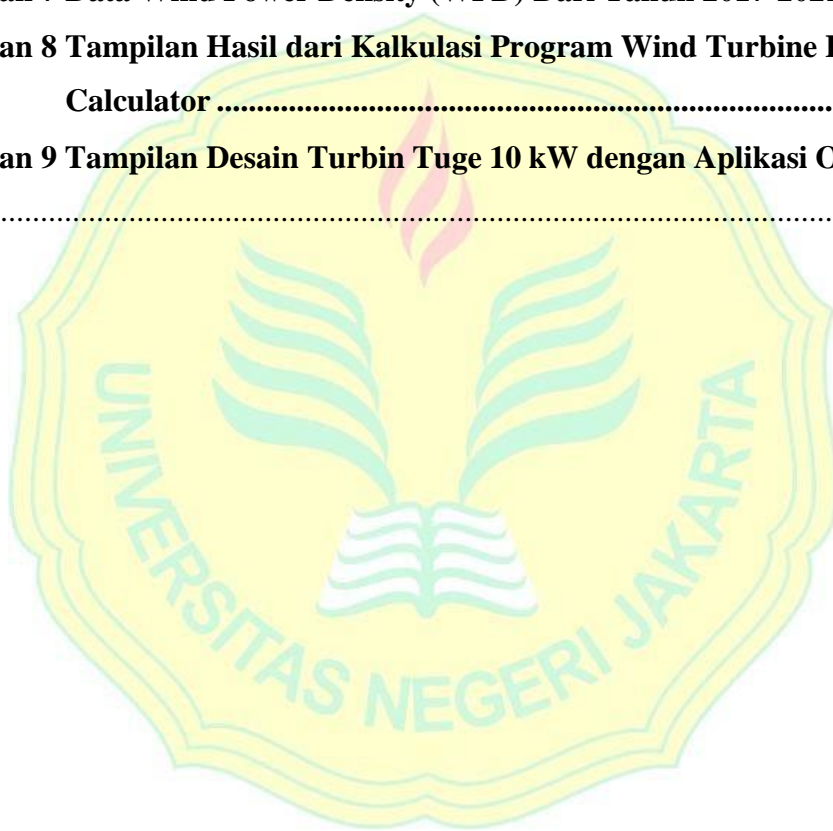 an 8 Tampilan Hasil dari Kalkulasi Program Wind Turbine
Calculator ................................................................................
an 9 Tampilan Desain Turbin Tuge 10 kW dengan Aplikasi
................................................................................................................
UNIVERSITAS NEGERI JAKARTA